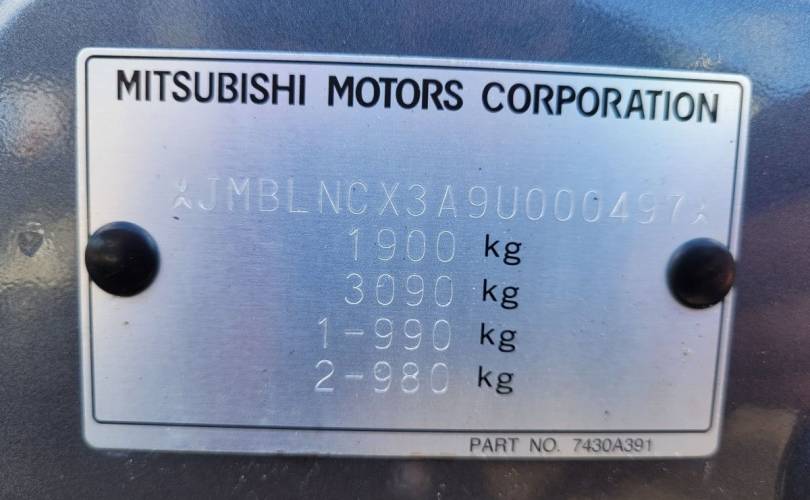 MITSUBISHI MOTORS CORPORATION
*JMBLNCX3A9U000497*
1900 kg
3090 kg
1-990 kg
2-980 kg
PART NO. 7430A391